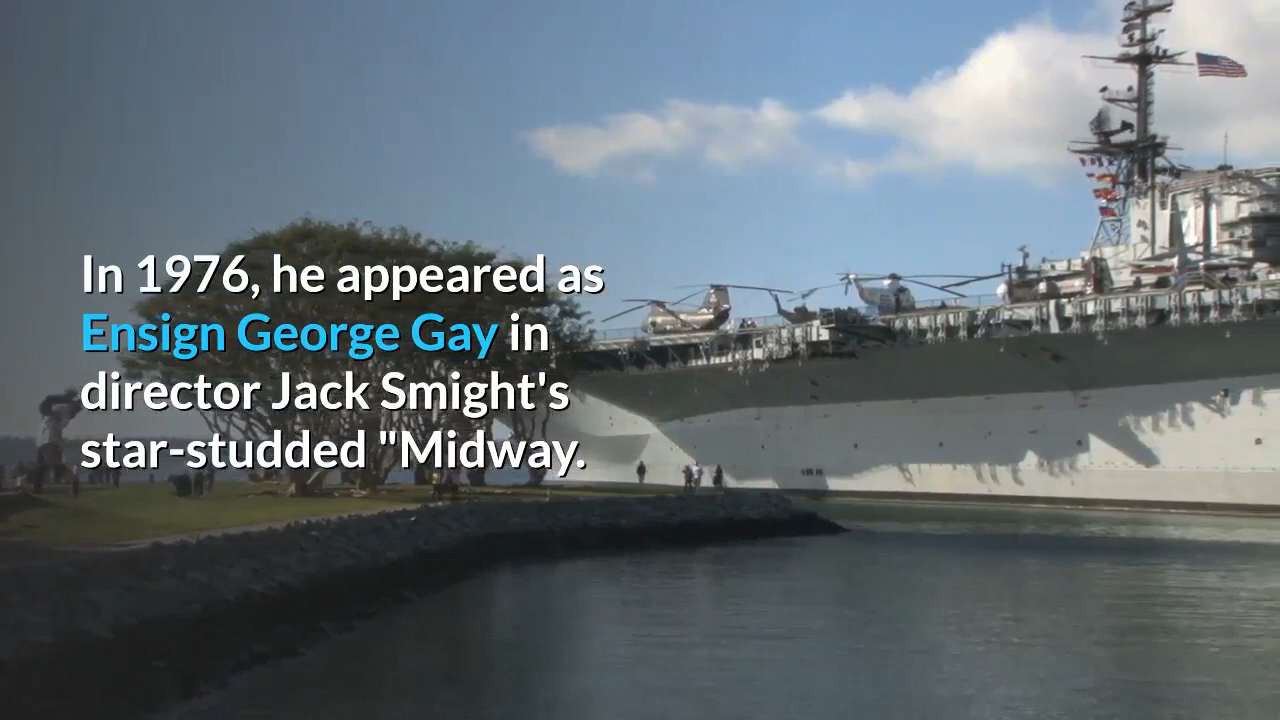 In 1976, he appeared as
Ensign George Gay in
director Jack Smight's
star-studded "Midway.